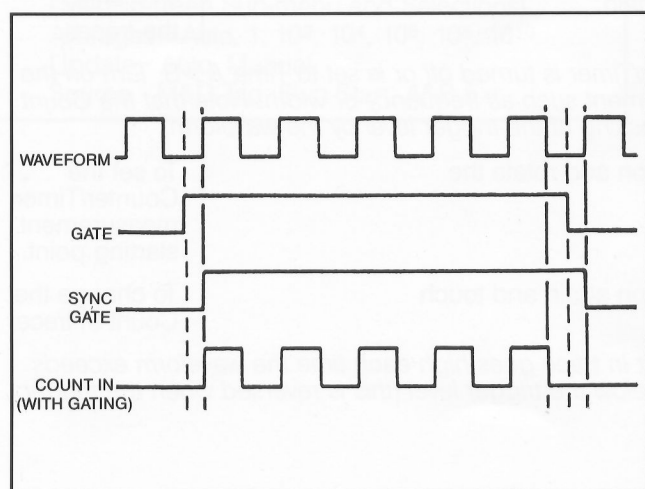 WAVEFORM
GATE
SYNC
GATE
COUNT IN
(WITH GATING)